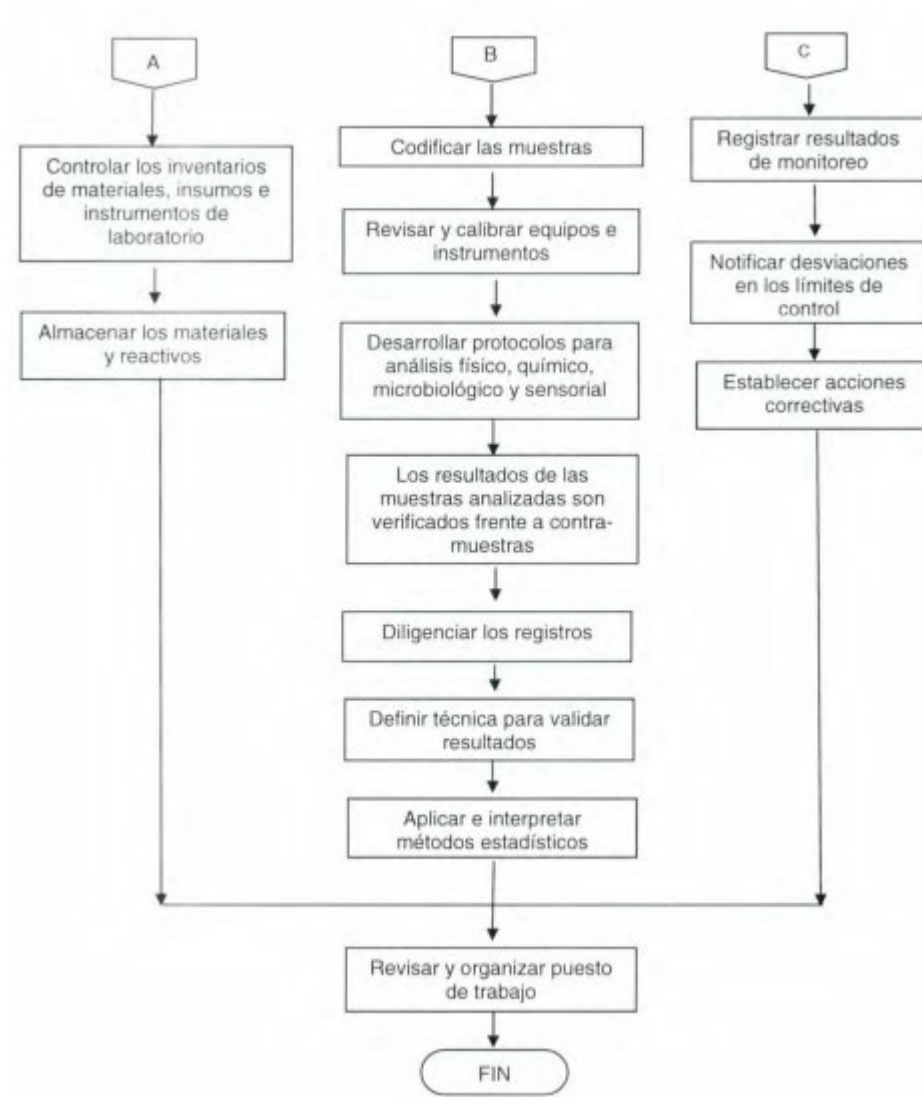 A
Controlar los inventarios
de materiales, insumos e
instrumentos de
laboratorio
Almacenar los materiales
y reactivos
B
Codificar las muestras
Revisar y calibrar equipos e
instrumentos
Desarrollar protocolos para
análisis físico, químico,
microbiológico y sensorial
Los resultados de las
muestras analizadas son
verificados frente a contra-
muestras
Diligenciar los registros
Definir técnica para validar
resultados
Aplicar e interpretar
métodos estadísticos
C
Registrar resultados
de monitoreo
Notificar desviaciones
en los límites de
control
Establecer acciones
correctivas
Revisar y organizar puesto
de trabajo
FIN